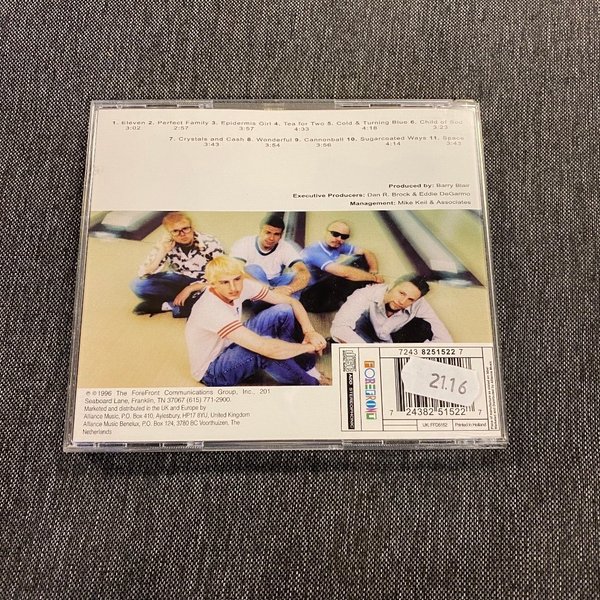 1. Eleven 2. Perfect Family 3. Epidermis Girl 4. Tea for Two 5. Cold & Turning Blue 6. Child of Sod
3:02 2:57 3:57 4:33 4:18 3:23
7. Crystals and Cash 8. Wonderful 9. Cannonball 10. Sugarcoated Ways 11. Space
3:43 3:54 3:56 4:14 3:43
Produced by: Barry Blair
Executive Producers: Dan R. Brock & Eddie DeGarmo
Management: Mike Keil & Associates
℗ ©1996 The ForeFront Communications Group, Inc., 201
Seaboard Lane, Franklin, TN 37067 (615) 771-2900.
Marketed and distributed in the UK and Europe by
Alliance Music, P.O. Box 410, Aylesbury, HP17 8YU, United Kingdom
Alliance Music Benelux, P.O. Box 124, 3780 BC Voorthuizen, The
Netherlands
FOREFRONT
7243 8251522 7
21.16
7 24382 51522 7
UK: FFD5152
Printed in Holland